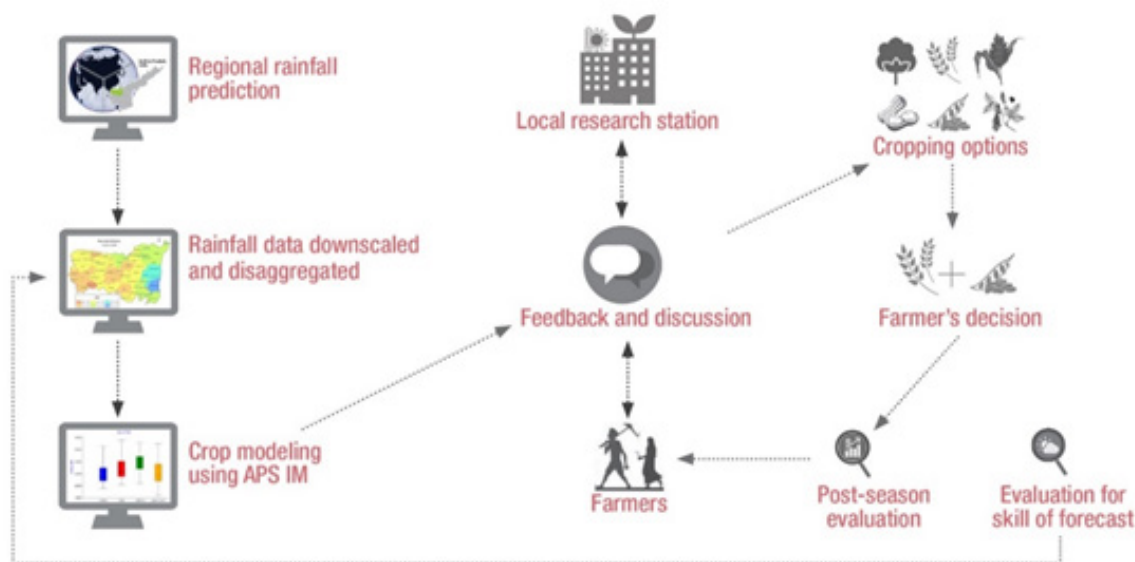 Regional rainfall
prediction
Local research station
Cropping options
Rainfall data downscaled
and disaggregated
Feedback and discussion
Farmer's decision
Crop modeling
using APS IM
Farmers
Post-season
evaluation
Evaluation for
skill of forecast